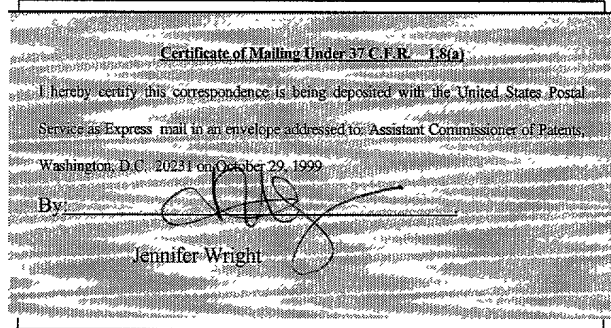 Certificate of Mailing Under 37 C.F.R. 1.8(a)
I hereby certify this correspondence is being deposited with the United States Postal
Service as Express mail in an envelope addressed to: Assistant Commissioner of Patents,
Washington, D.C. 20231 on October 29, 1999
By:
Jennifer Wright